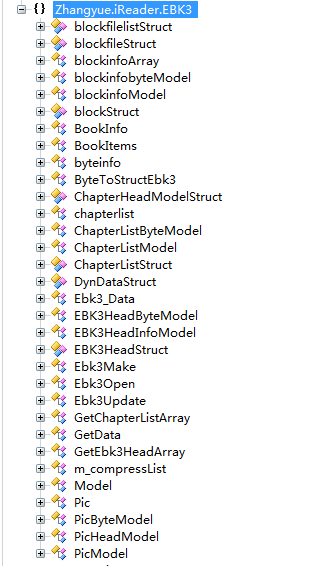 {} Zhangyue.iReader.EBK3
blockfilelistStruct
blockfileStruct
blockinfoArray
blockinfobyteModel
blockinfoModel
blockStruct
BookInfo
BookItems
byteinfo
ByteToStructEbk3
ChapterHeadModelStruct
chapterlist
ChapterListByteModel
ChapterListModel
ChapterListStruct
DynDataStruct
Ebk3_Data
EBK3HeadByteModel
EBK3HeadInfoModel
EBK3HeadStruct
Ebk3Make
Ebk3Open
Ebk3Update
GetChapterListArray
GetData
GetEbk3HeadArray
m_compressList
Model
Pic
PicByteModel
PicHeadModel
PicModel